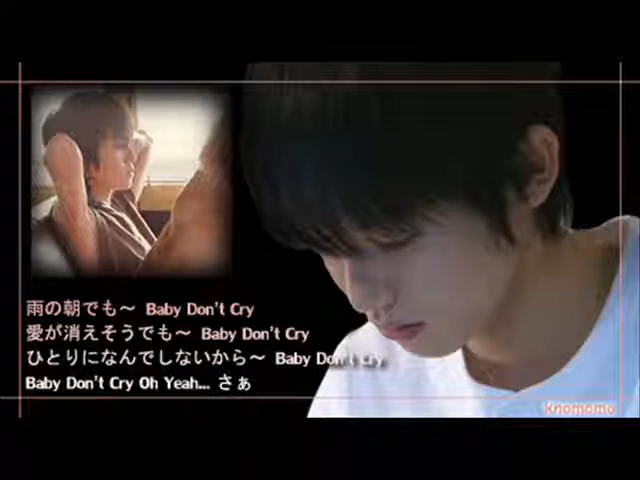 雨の朝でも～ Baby Don't Cry
愛が消えそうでも～ Baby Don't Cry
ひとりになんてしないから～ Baby Don't Cry
Baby Don't Cry Oh Yeah... さぁ
knomomo